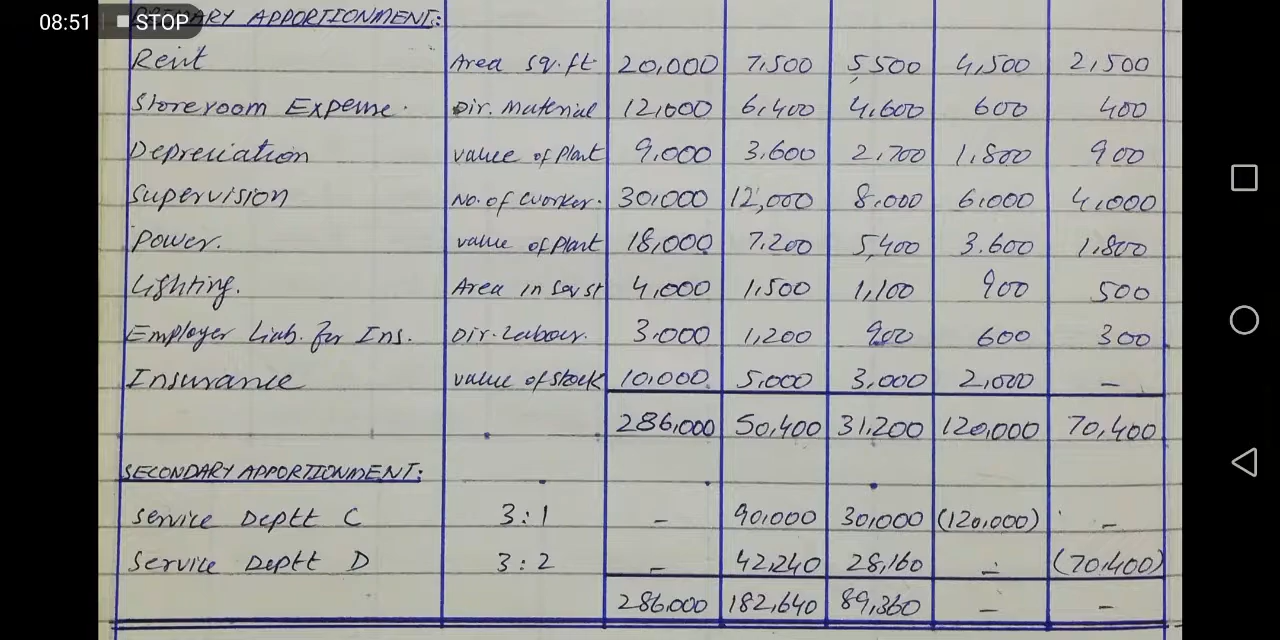 08:51 STOP
PRIMARY APPORTIONMENT:
Rent Area sq.ft 20,000 7,500 5,500 4,500 2,500
Storeroom Expense. Dir. Material 12,000 6,400 4,600 600 400
Depreciation value of Plant 9,000 3,600 2,700 1,800 900
Supervision No. of Worker. 30,000 12,000 8,000 6,000 4,000
Power. value of Plant 18,000 7,200 5,400 3,600 1,800
Lighting. Area in sq st 4,000 1,500 1,100 900 500
Employer Liab. for Ins. Dir. Labour. 3,000 1,200 900 600 300
Insurance value of stock 10,000 5,000 3,000 2,000 –
286,000 50,400 31,200 120,000 70,400
SECONDARY APPORTIONMENT:
Service Deptt C 3:1 – 90,000 30,000 (120,000) –
Service Deptt D 3:2 – 42,240 28,160 – (70,400)
286,000 182,640 89,360 – –